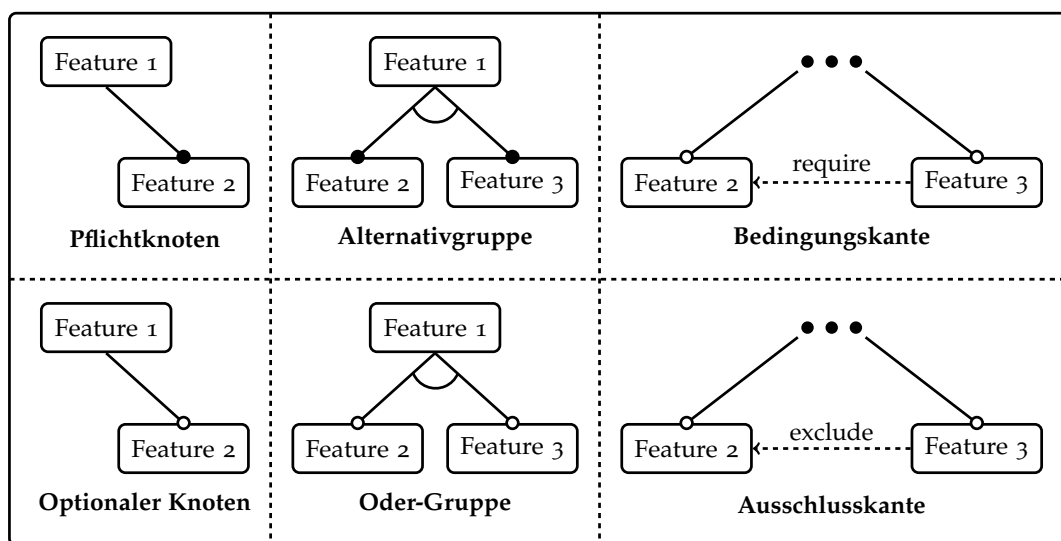 Feature 1
Feature 2
Pflichtknoten
Feature 1
Feature 2
Feature 3
Alternativgruppe
require
Feature 2
Feature 3
Bedingungskante
Feature 1
Feature 2
Optionaler Knoten
Feature 1
Feature 2
Feature 3
Oder-Gruppe
exclude
Feature 2
Feature 3
Ausschlusskante